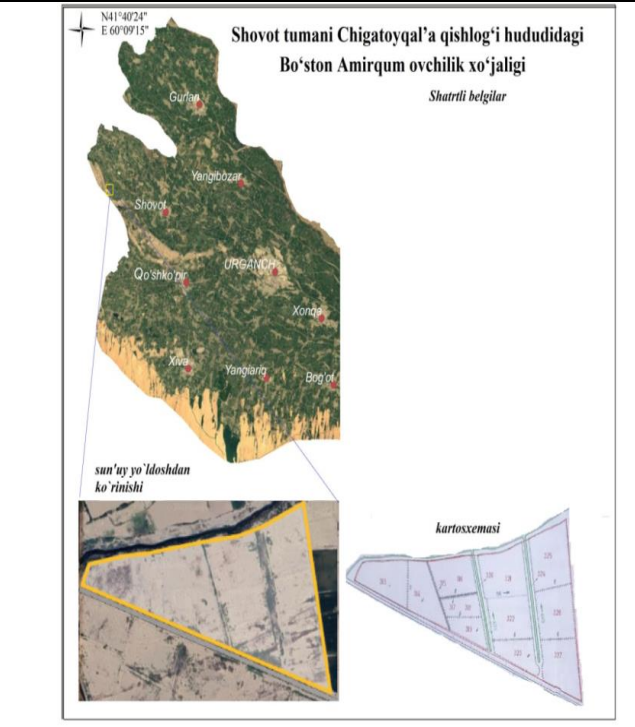 N41°40'24"
E 60°09'15"
Shovot tumani Chigatoyqal’a qishlog‘i hududidagi
Bo‘ston Amirqum ovchilik xo‘jaligi
Shatrtli belgilar
Gurlan
Yangibozar
Shovot
URGANCH
Qo'shko'pir
Xonqa
Xiva
Yangiariq
Bog'ot
sun'uy yo`ldoshdan
ko`rinishi
kartosxemasi